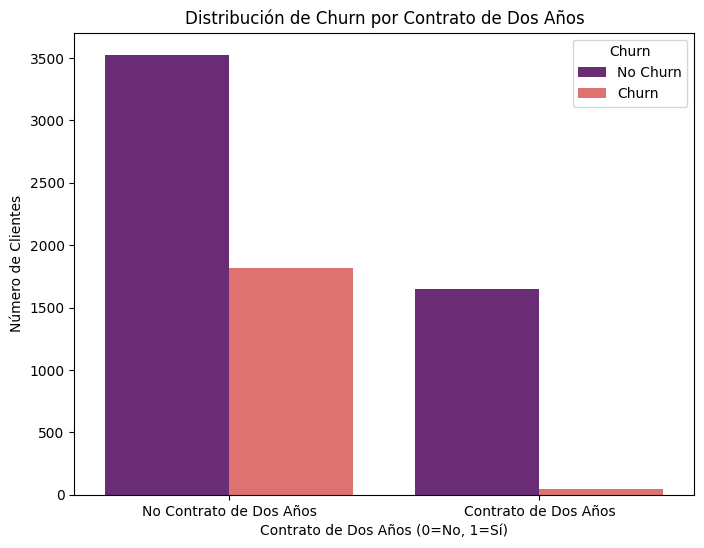 Distribución de Churn por Contrato de Dos Años
Churn
No Churn
Churn
Número de Clientes
3500
3000
2500
2000
1500
1000
500
0
No Contrato de Dos Años
Contrato de Dos Años
Contrato de Dos Años (0=No, 1=Sí)